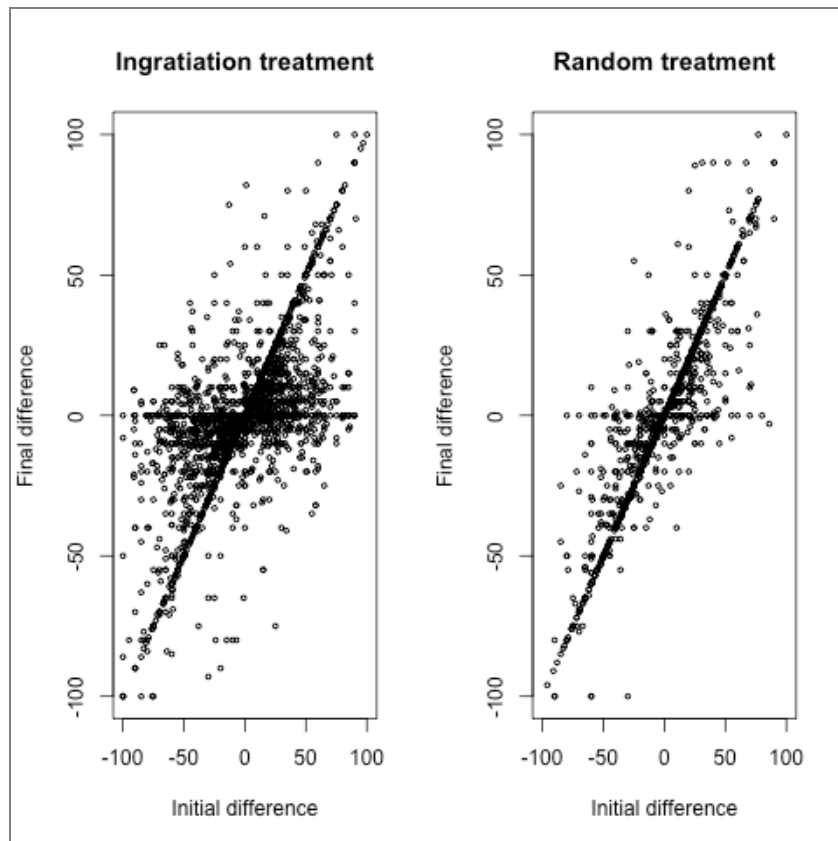 Ingratiation treatment
Final difference
100
50
0
-50
-100
-100 -50 0 50 100
Initial difference
Random treatment
Final difference
100
50
0
-50
-100
-100 -50 0 50 100
Initial difference